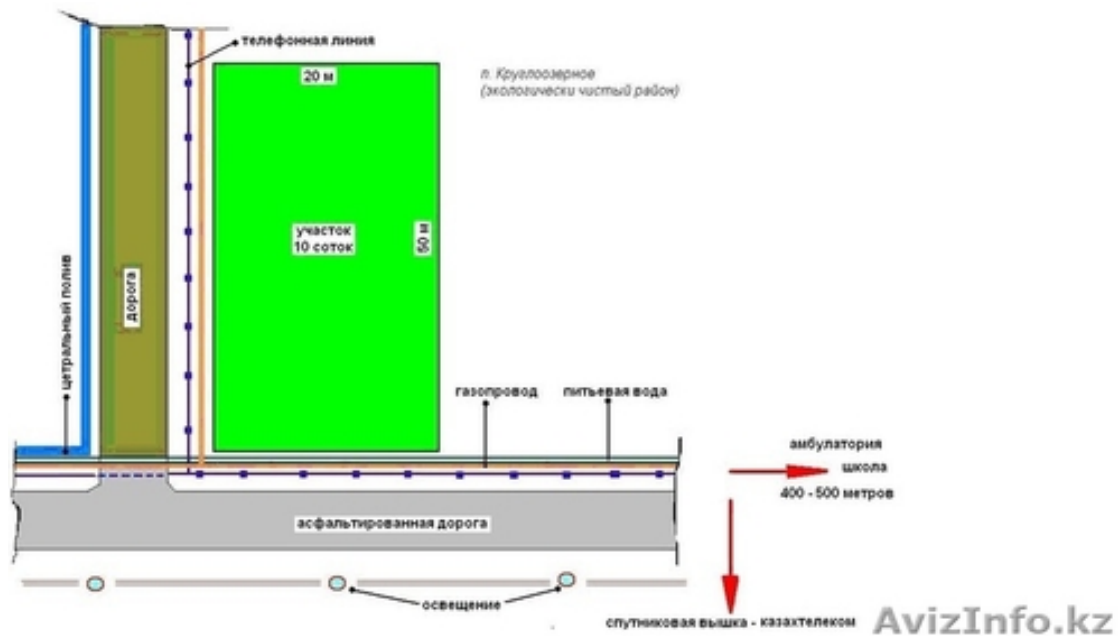 телефонная линия
20 м
п. Круглоозерное
(экологически чистый район)
участок
10 соток
50 м
дорога
цетральный полив
газопровод
питьевая вода
амбулатория
школа
400 - 500 метров
асфальтированная дорога
освещение
спутниковая вышка - казахтелеком
AvizInfo.kz